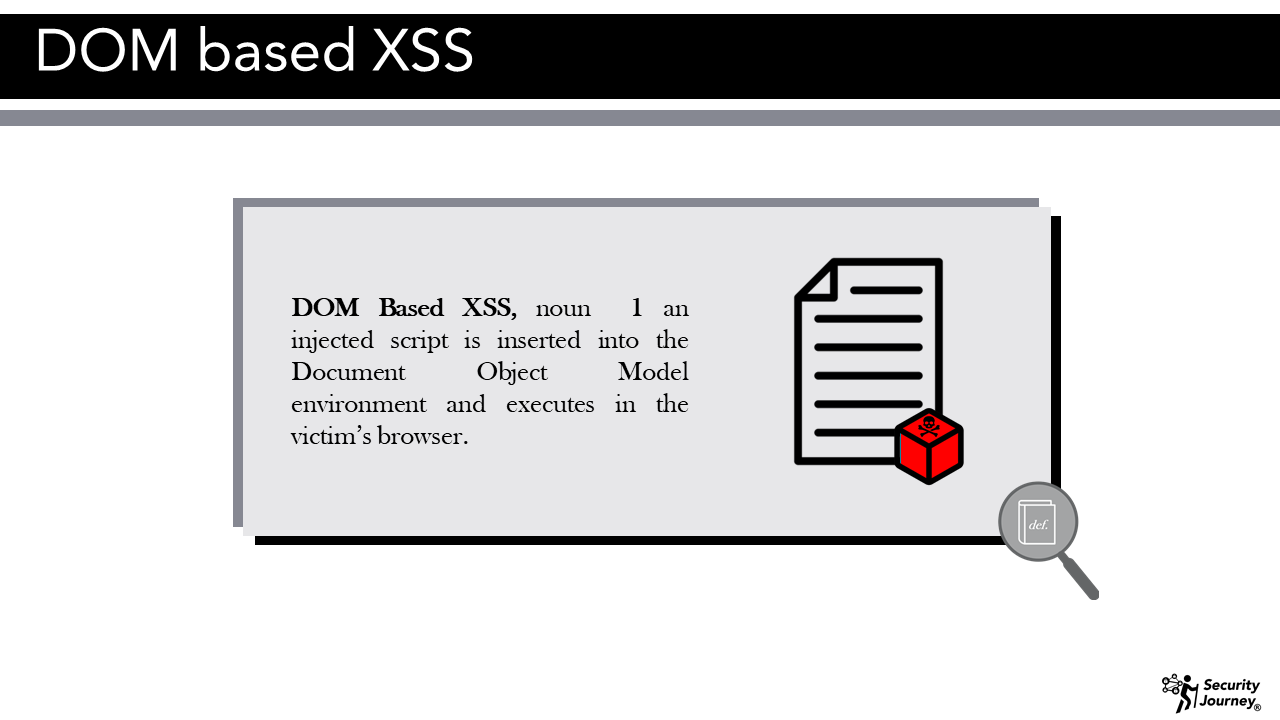 DOM based XSS
DOM Based XSS, noun 1 an
injected script is inserted into the
Document Object Model
environment and executes in the
victim’s browser.
def.
Security
Journey®